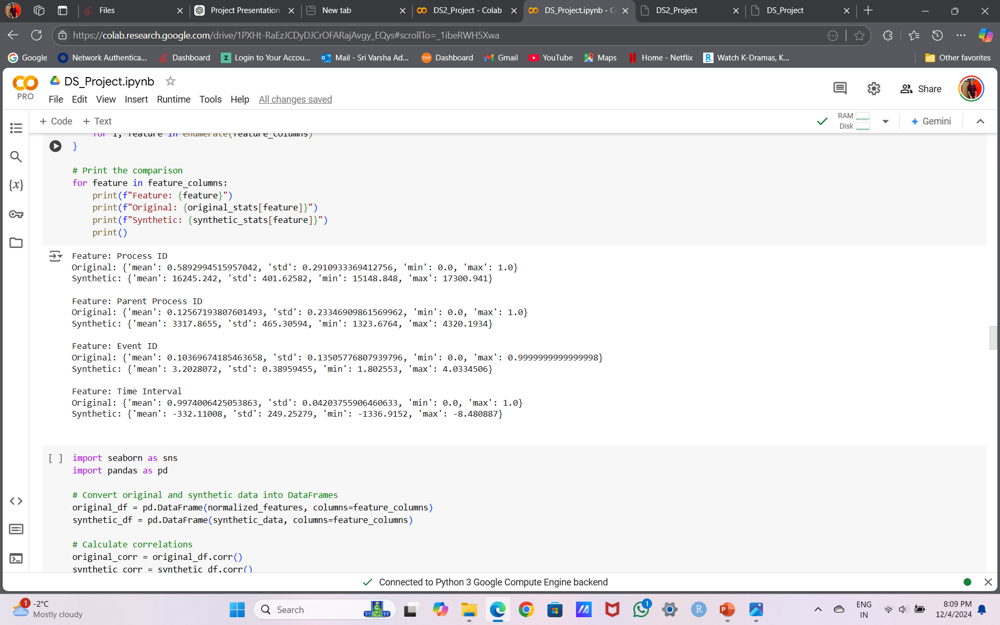 Files
Project Presentation
New tab
DS2_Project - Colab
DS_Project.ipynb - C
DS2_Project
DS_Project
https://colab.research.google.com/drive/1PXHt-RaEzJCDyDJCrOFARajAvgy_EQys#scrollTo=_1ibeRWH5Xwa
Google
Network Authentica...
Dashboard
Login to Your Accou...
Mail - Sri Varsha Ad...
Dashboard
Gmail
YouTube
Maps
Home - Netflix
Watch K-Dramas, K...
Other favorites
PRO
DS_Project.ipynb
File Edit View Insert Runtime Tools Help All changes saved
Share
+ Code + Text
RAM
Disk
Gemini
for i, feature in enumerate(feature_columns)
}
# Print the comparison
for feature in feature_columns:
print(f"Feature: {feature}")
print(f"Original: {original_stats[feature]}")
print(f"Synthetic: {synthetic_stats[feature]}")
print()
Feature: Process ID
Original: {'mean': 0.5892994515957042, 'std': 0.2910933369412756, 'min': 0.0, 'max': 1.0}
Synthetic: {'mean': 16245.242, 'std': 401.62582, 'min': 15148.848, 'max': 17300.941}
Feature: Parent Process ID
Original: {'mean': 0.12567193807601493, 'std': 0.23346909861569962, 'min': 0.0, 'max': 1.0}
Synthetic: {'mean': 3317.8655, 'std': 465.30594, 'min': 1323.6764, 'max': 4320.1934}
Feature: Event ID
Original: {'mean': 0.10369674185463658, 'std': 0.13505776807939796, 'min': 0.0, 'max': 0.9999999999999998}
Synthetic: {'mean': 3.2028072, 'std': 0.38959455, 'min': 1.802553, 'max': 4.0334506}
Feature: Time Interval
Original: {'mean': 0.9974006425053863, 'std': 0.04203755906460633, 'min': 0.0, 'max': 1.0}
Synthetic: {'mean': -332.11008, 'std': 249.25279, 'min': -1336.9152, 'max': -8.480887}
[ ] import seaborn as sns
import pandas as pd
# Convert original and synthetic data into DataFrames
original_df = pd.DataFrame(normalized_features, columns=feature_columns)
synthetic_df = pd.DataFrame(synthetic_data, columns=feature_columns)
# Calculate correlations
original_corr = original_df.corr()
synthetic_corr = synthetic_df.corr()
Connected to Python 3 Google Compute Engine backend
1
-2°C
Mostly cloudy
Search
1
ENG
IN
8:09 PM
12/4/2024